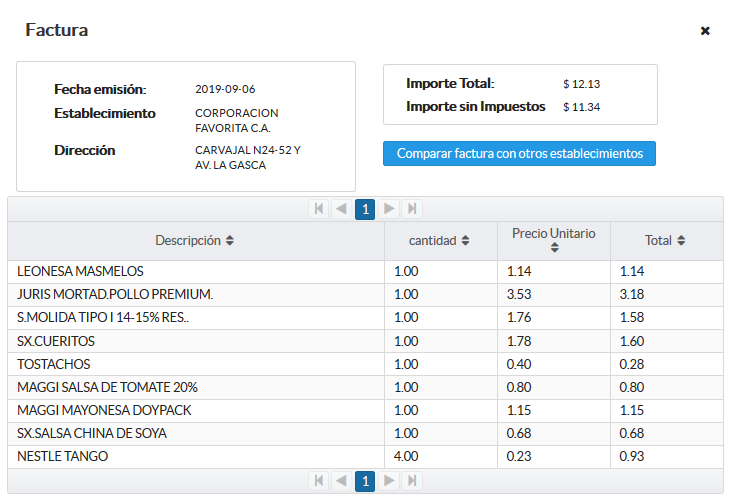 Factura
Fecha emisión: 2019-09-06
Establecimiento CORPORACION
FAVORITA C.A.
Dirección CARVAJAL N24-52 Y
AV. LA GASCA
Importe Total: $ 12.13
Importe sin Impuestos $ 11.34
Comparar factura con otros establecimientos
1
Descripción cantidad Precio Unitario Total
LEONESA MASMELOS 1.00 1.14 1.14
JURIS MORTAD.POLLO PREMIUM. 1.00 3.53 3.18
S.MOLIDA TIPO I 14-15% RES.. 1.00 1.76 1.58
SX.CUERITOS 1.00 1.78 1.60
TOSTACHOS 1.00 0.40 0.28
MAGGI SALSA DE TOMATE 20% 1.00 0.80 0.80
MAGGI MAYONESA DOYPACK 1.00 1.15 1.15
SX.SALSA CHINA DE SOYA 1.00 0.68 0.68
NESTLE TANGO 4.00 0.23 0.93
1